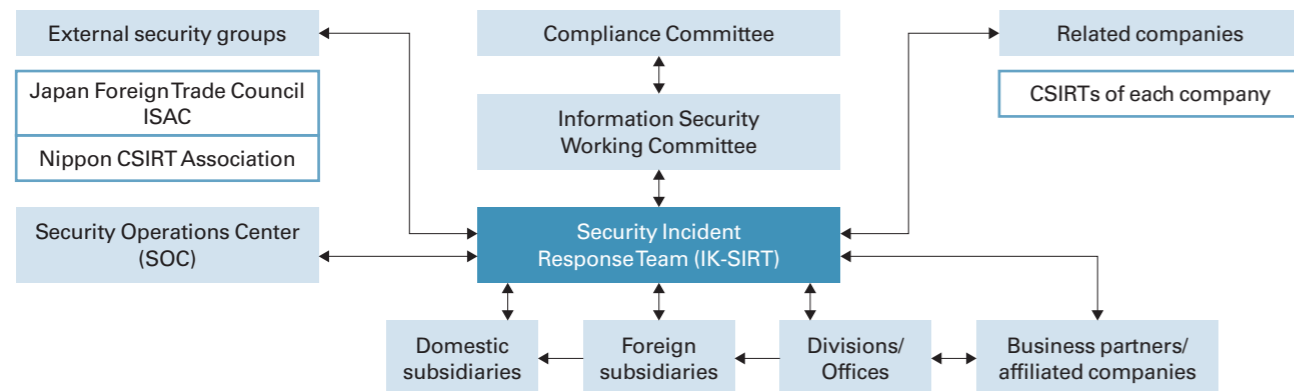 External security groups
Compliance Committee
Related companies
Japan Foreign Trade Council
ISAC
Nippon CSIRT Association
Information Security
Working Committee
CSIRTs of each company
Security Operations Center
(SOC)
Security Incident
Response Team (IK-SIRT)
Domestic
subsidiaries
Foreign
subsidiaries
Divisions/
Offices
Business partners/
affiliated companies